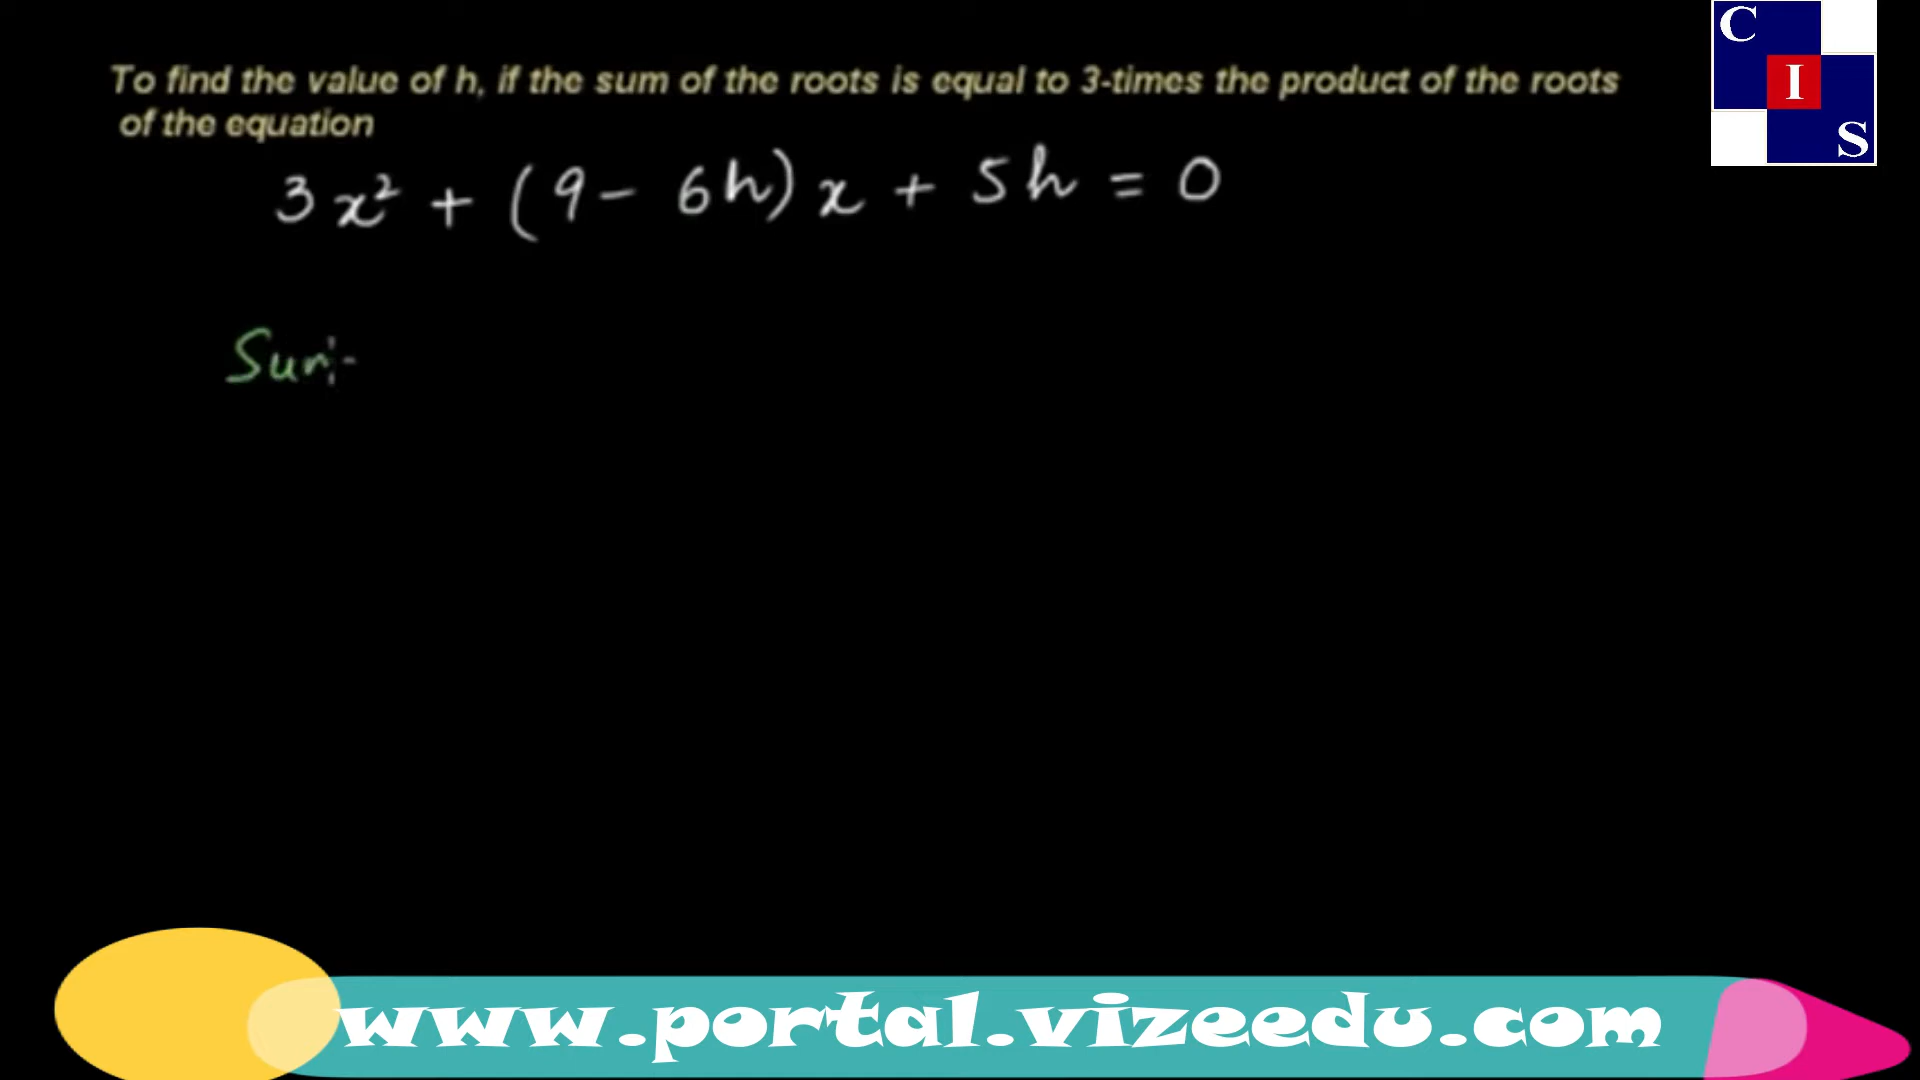 To find the value of h, if the sum of the roots is equal to 3-times the product of the roots
of the equation
3x² + (9 - 6h)x + 5h = 0
C
I
S
www.portal.vizeedu.com